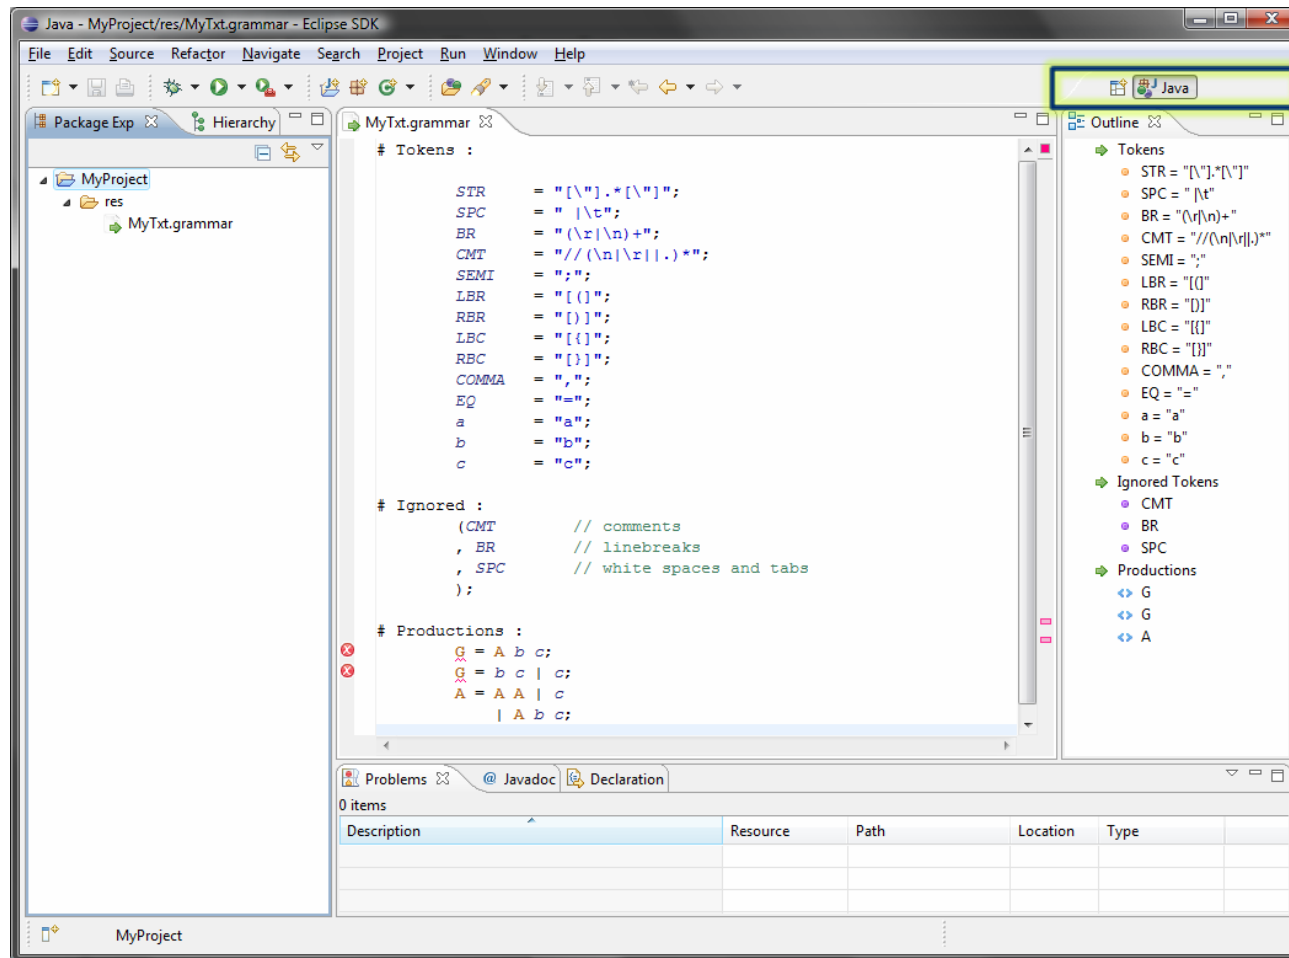 Java - MyProject/res/MyTxt.grammar - Eclipse SDK
File Edit Source Refactor Navigate Search Project Run Window Help
Java
Package Exp Hierarchy
MyProject
res
MyTxt.grammar
MyTxt.grammar
# Tokens :
STR = "[\"].*[\"]";
SPC = " |\t";
BR = "(\r|\n)+";
CMT = "//(\n|\r||.)*";
SEMI = ";";
LBR = "[(]";
RBR = "[)]";
LBC = "[{]";
RBC = "[}]";
COMMA = ",";
EQ = "=";
a = "a";
b = "b";
c = "c";
# Ignored :
(CMT // comments
, BR // linebreaks
, SPC // white spaces and tabs
);
# Productions :
G = A b c;
G = b c | c;
A = A A | c
| A b c;
Outline
Tokens
STR = "[\"].*[\"]"
SPC = " |\t"
BR = "(\r|\n)+"
CMT = "//(\n|\r||.)*"
SEMI = ";"
LBR = "[(]"
RBR = "[)]"
LBC = "[{]"
RBC = "[}]"
COMMA = ","
EQ = "="
a = "a"
b = "b"
c = "c"
Ignored Tokens
CMT
BR
SPC
Productions
G
G
A
Problems @ Javadoc Declaration
0 items
Description Resource Path Location Type
MyProject